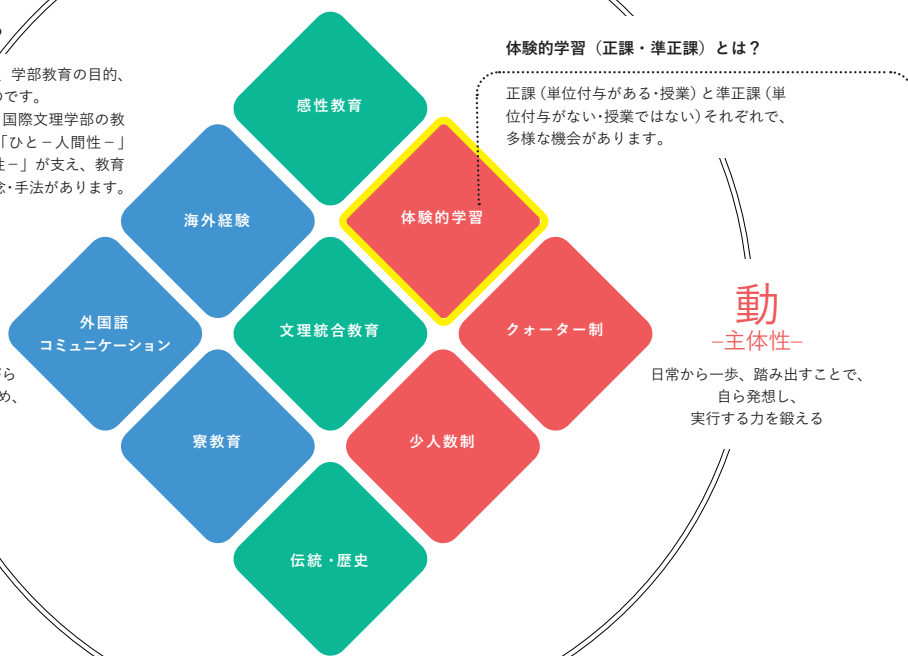 、学部教育の目的、
のです。
国際文理学部の教
「ひと－人間性－」
性－」が支え、教育
念・手法があります。
体験的学習（正課・準正課）とは？
正課（単位付与がある・授業）と準正課（単
位付与がない・授業ではない）それぞれで、
多様な機会があります。
感性教育
海外経験
体験的学習
外国語
コミュニケーション
文理統合教育
クォーター制
寮教育
少人数制
伝統・歴史
動
–主体性–
日常から一歩、踏み出すことで、
自ら発想し、
実行する力を鍛える
ら
め、